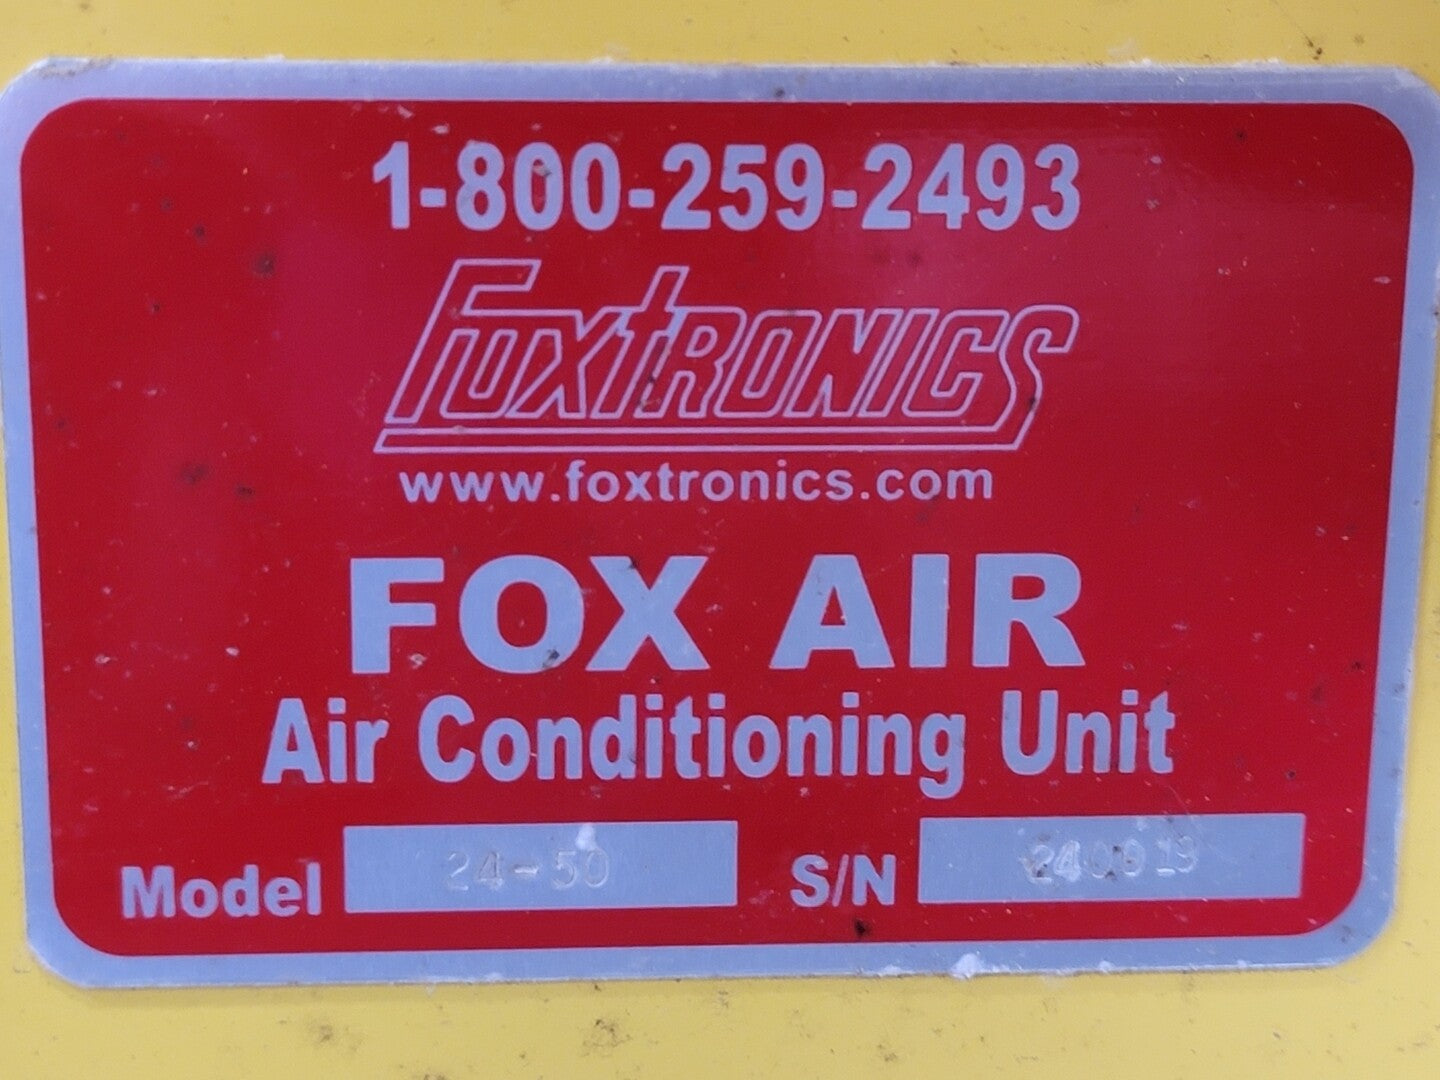 1-800-259-2493
FOXTRONICS
www.foxtronics.com
FOX AIR
Air Conditioning Unit
Model 24-50 S/N